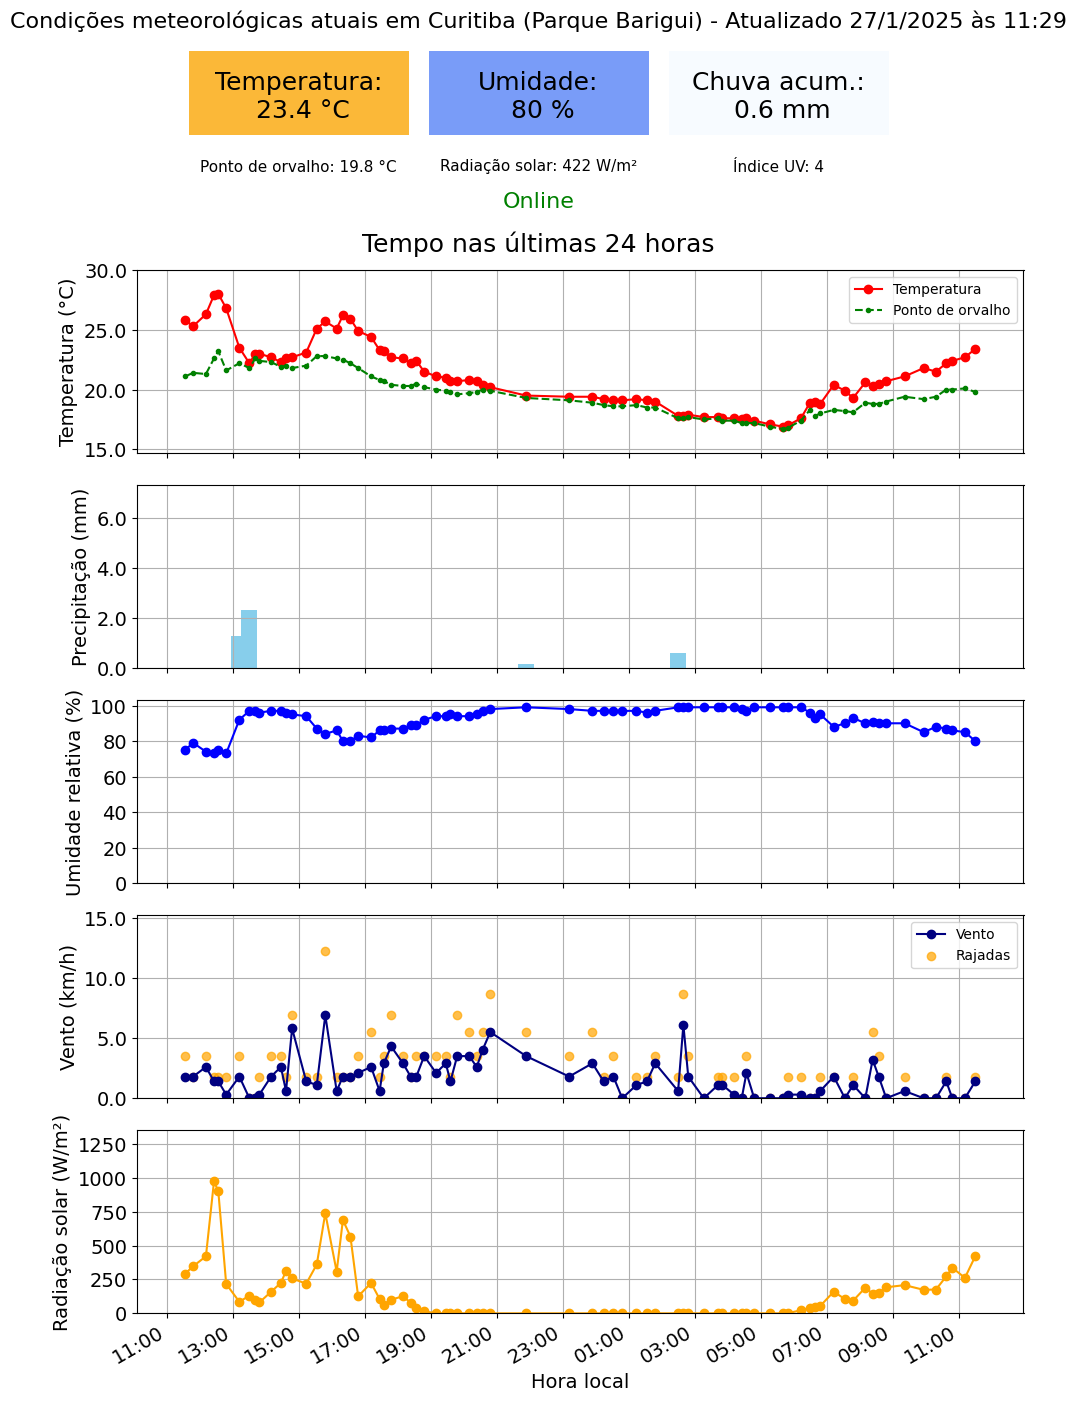 Condições meteorológicas atuais em Curitiba (Parque Barigui) - Atualizado 27/1/2025 às 11:29
Temperatura:
23.4 °C
Umidade:
80 %
Chuva acum.:
0.6 mm
Ponto de orvalho: 19.8 °C
Radiação solar: 422 W/m²
Índice UV: 4
Online
Tempo nas últimas 24 horas
Temperatura (°C)
30.0
25.0
20.0
15.0
Temperatura
Ponto de orvalho
Precipitação (mm)
6.0
4.0
2.0
0.0
Umidade relativa (%)
100
80
60
40
20
0
Vento (km/h)
15.0
10.0
5.0
0.0
Vento
Rajadas
Radiação solar (W/m²)
1250
1000
750
500
250
0
11:00
13:00
15:00
17:00
19:00
21:00
23:00
01:00
03:00
05:00
07:00
09:00
11:00
Hora local